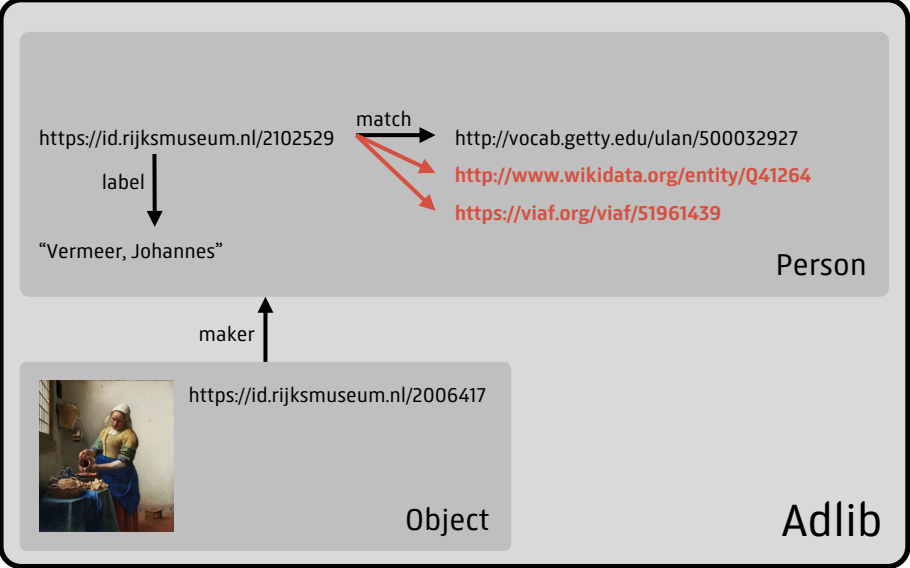 match
https://id.rijksmuseum.nl/2102529
http://vocab.getty.edu/ulan/500032927
http://www.wikidata.org/entity/Q41264
label
https://viaf.org/viaf/51961439
“Vermeer, Johannes”
Person
maker
https://id.rijksmuseum.nl/2006417
Object
Adlib